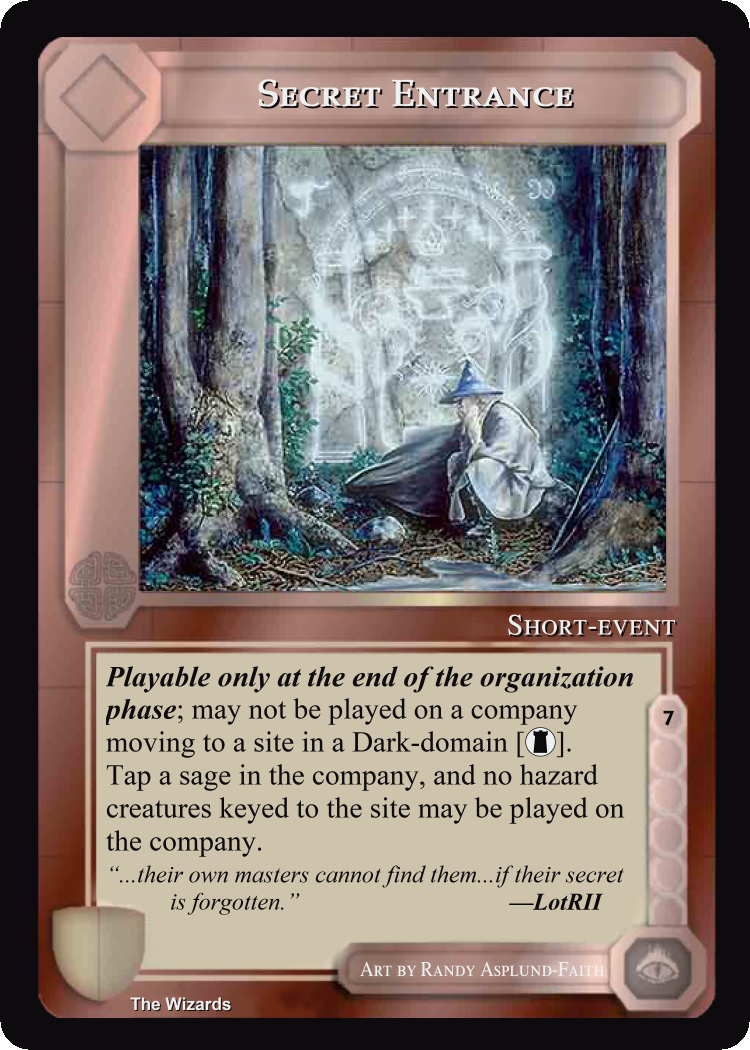 Secret Entrance
Short-event
Playable only at the end of the organization
phase; may not be played on a company
moving to a site in a Dark-domain [ ].
Tap a sage in the company, and no hazard
creatures keyed to the site may be played on
the company.
“...their own masters cannot find them...if their secret
is forgotten.” —LotRII
7
Art by Randy Asplund-Faith
The Wizards